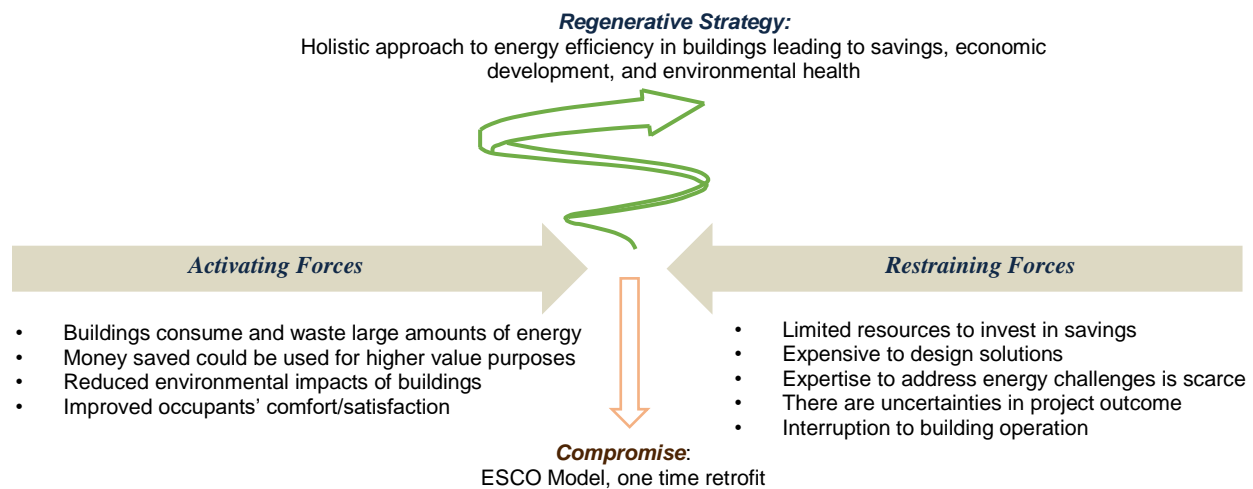 Regenerative Strategy:
Holistic approach to energy efficiency in buildings leading to savings, economic
development, and environmental health
Activating Forces
Restraining Forces
• Buildings consume and waste large amounts of energy
• Money saved could be used for higher value purposes
• Reduced environmental impacts of buildings
• Improved occupants’ comfort/satisfaction
• Limited resources to invest in savings
• Expensive to design solutions
• Expertise to address energy challenges is scarce
• There are uncertainties in project outcome
• Interruption to building operation
Compromise:
ESCO Model, one time retrofit